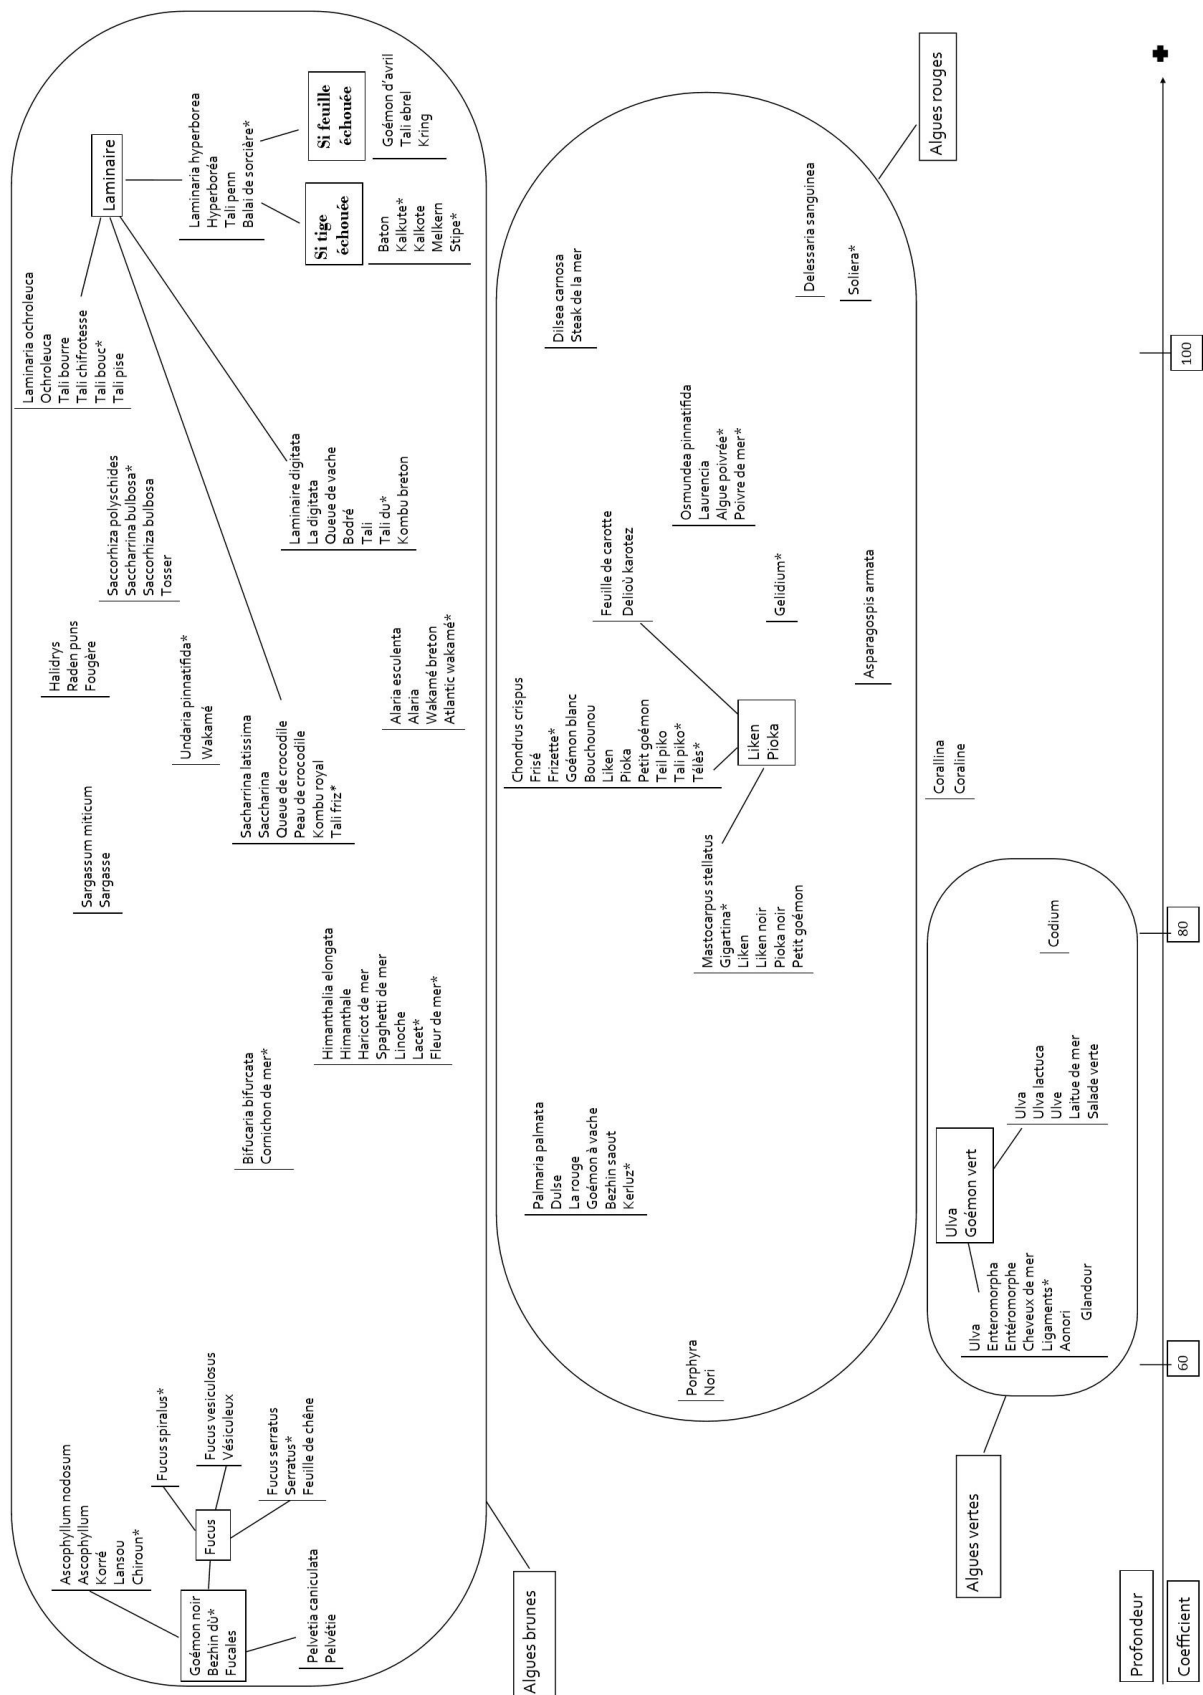 Ascophyllum nodosum
Ascophyllum
Korré
Lansou
Chiroun*
Goémon noir
Bezhin dù*
Fucales
Pelvetia caniculata
Pelvétie
Fucus
Fucus spiralus*
Fucus vesiculosus
Vésiculeux
Fucus serratus
Serratus*
Feuille de chêne
Bifucaria bifurcata
Cornichon de mer*
Himanthalia elongata
Himanthale
Haricot de mer
Spaghetti de mer
Linoche
Lacet*
Fleur de mer*
Sargassum miticum
Sargasse
Halidrys
Raden puns
Fougère
Undaria pinnatifida*
Wakamé
Sacharrina latissima
Saccharina
Queue de crocodile
Peau de crocodile
Kombu royal
Tali friz*
Alaria esculenta
Alaria
Wakamé breton
Atlantic wakamé*
Saccorhiza polyschides
Saccharrina bulbosa*
Saccorhiza bulbosa
Tosser
Laminaire digitata
La digitata
Queue de vache
Bodré
Tali
Tali du*
Kombu breton
Laminaria ochroleuca
Ochroleuca
Tali bourre
Tali chifrotesse
Tali bouc*
Tali pise
Laminaire
Laminaria hyperborea
Hyperboréa
Tali penn
Balai de sorcière*
Si tige
échouée
Baton
Kalkute*
Kalkote
Melkern
Stipe*
Si feuille
échouée
Goémon d'avril
Tali ebrel
Kring
Algues brunes
Porphyra
Nori
Palmaria palmata
Dulse
La rouge
Goémon à vache
Bezhin saout
Kerluz*
Mastocarpus stellatus
Gigartina*
Liken
Liken noir
Pioka noir
Petit goémon
Chondrus crispus
Frisé
Frizette*
Goémon blanc
Bouchounou
Liken
Pioka
Petit goémon
Teil piko
Tali piko*
Télès*
Liken
Pioka
Feuille de carotte
Delioù karotez
Gelidium*
Asparagospis armata
Osmundea pinnatifida
Laurencia
Algue poivrée*
Poivre de mer*
Dilsea carnosa
Steak de la mer
Delessaria sanguinea
Soliera*
Algues rouges
Corallina
Coraline
Algues vertes
Ulva
Enteromorpha
Entéromorphe
Cheveux de mer
Ligaments*
Aonori
Glandour
Ulva
Goémon vert
Ulva
Ulva lactuca
Ulve
Laitue de mer
Salade verte
Codium
Profondeur
Coefficient
60
80
100